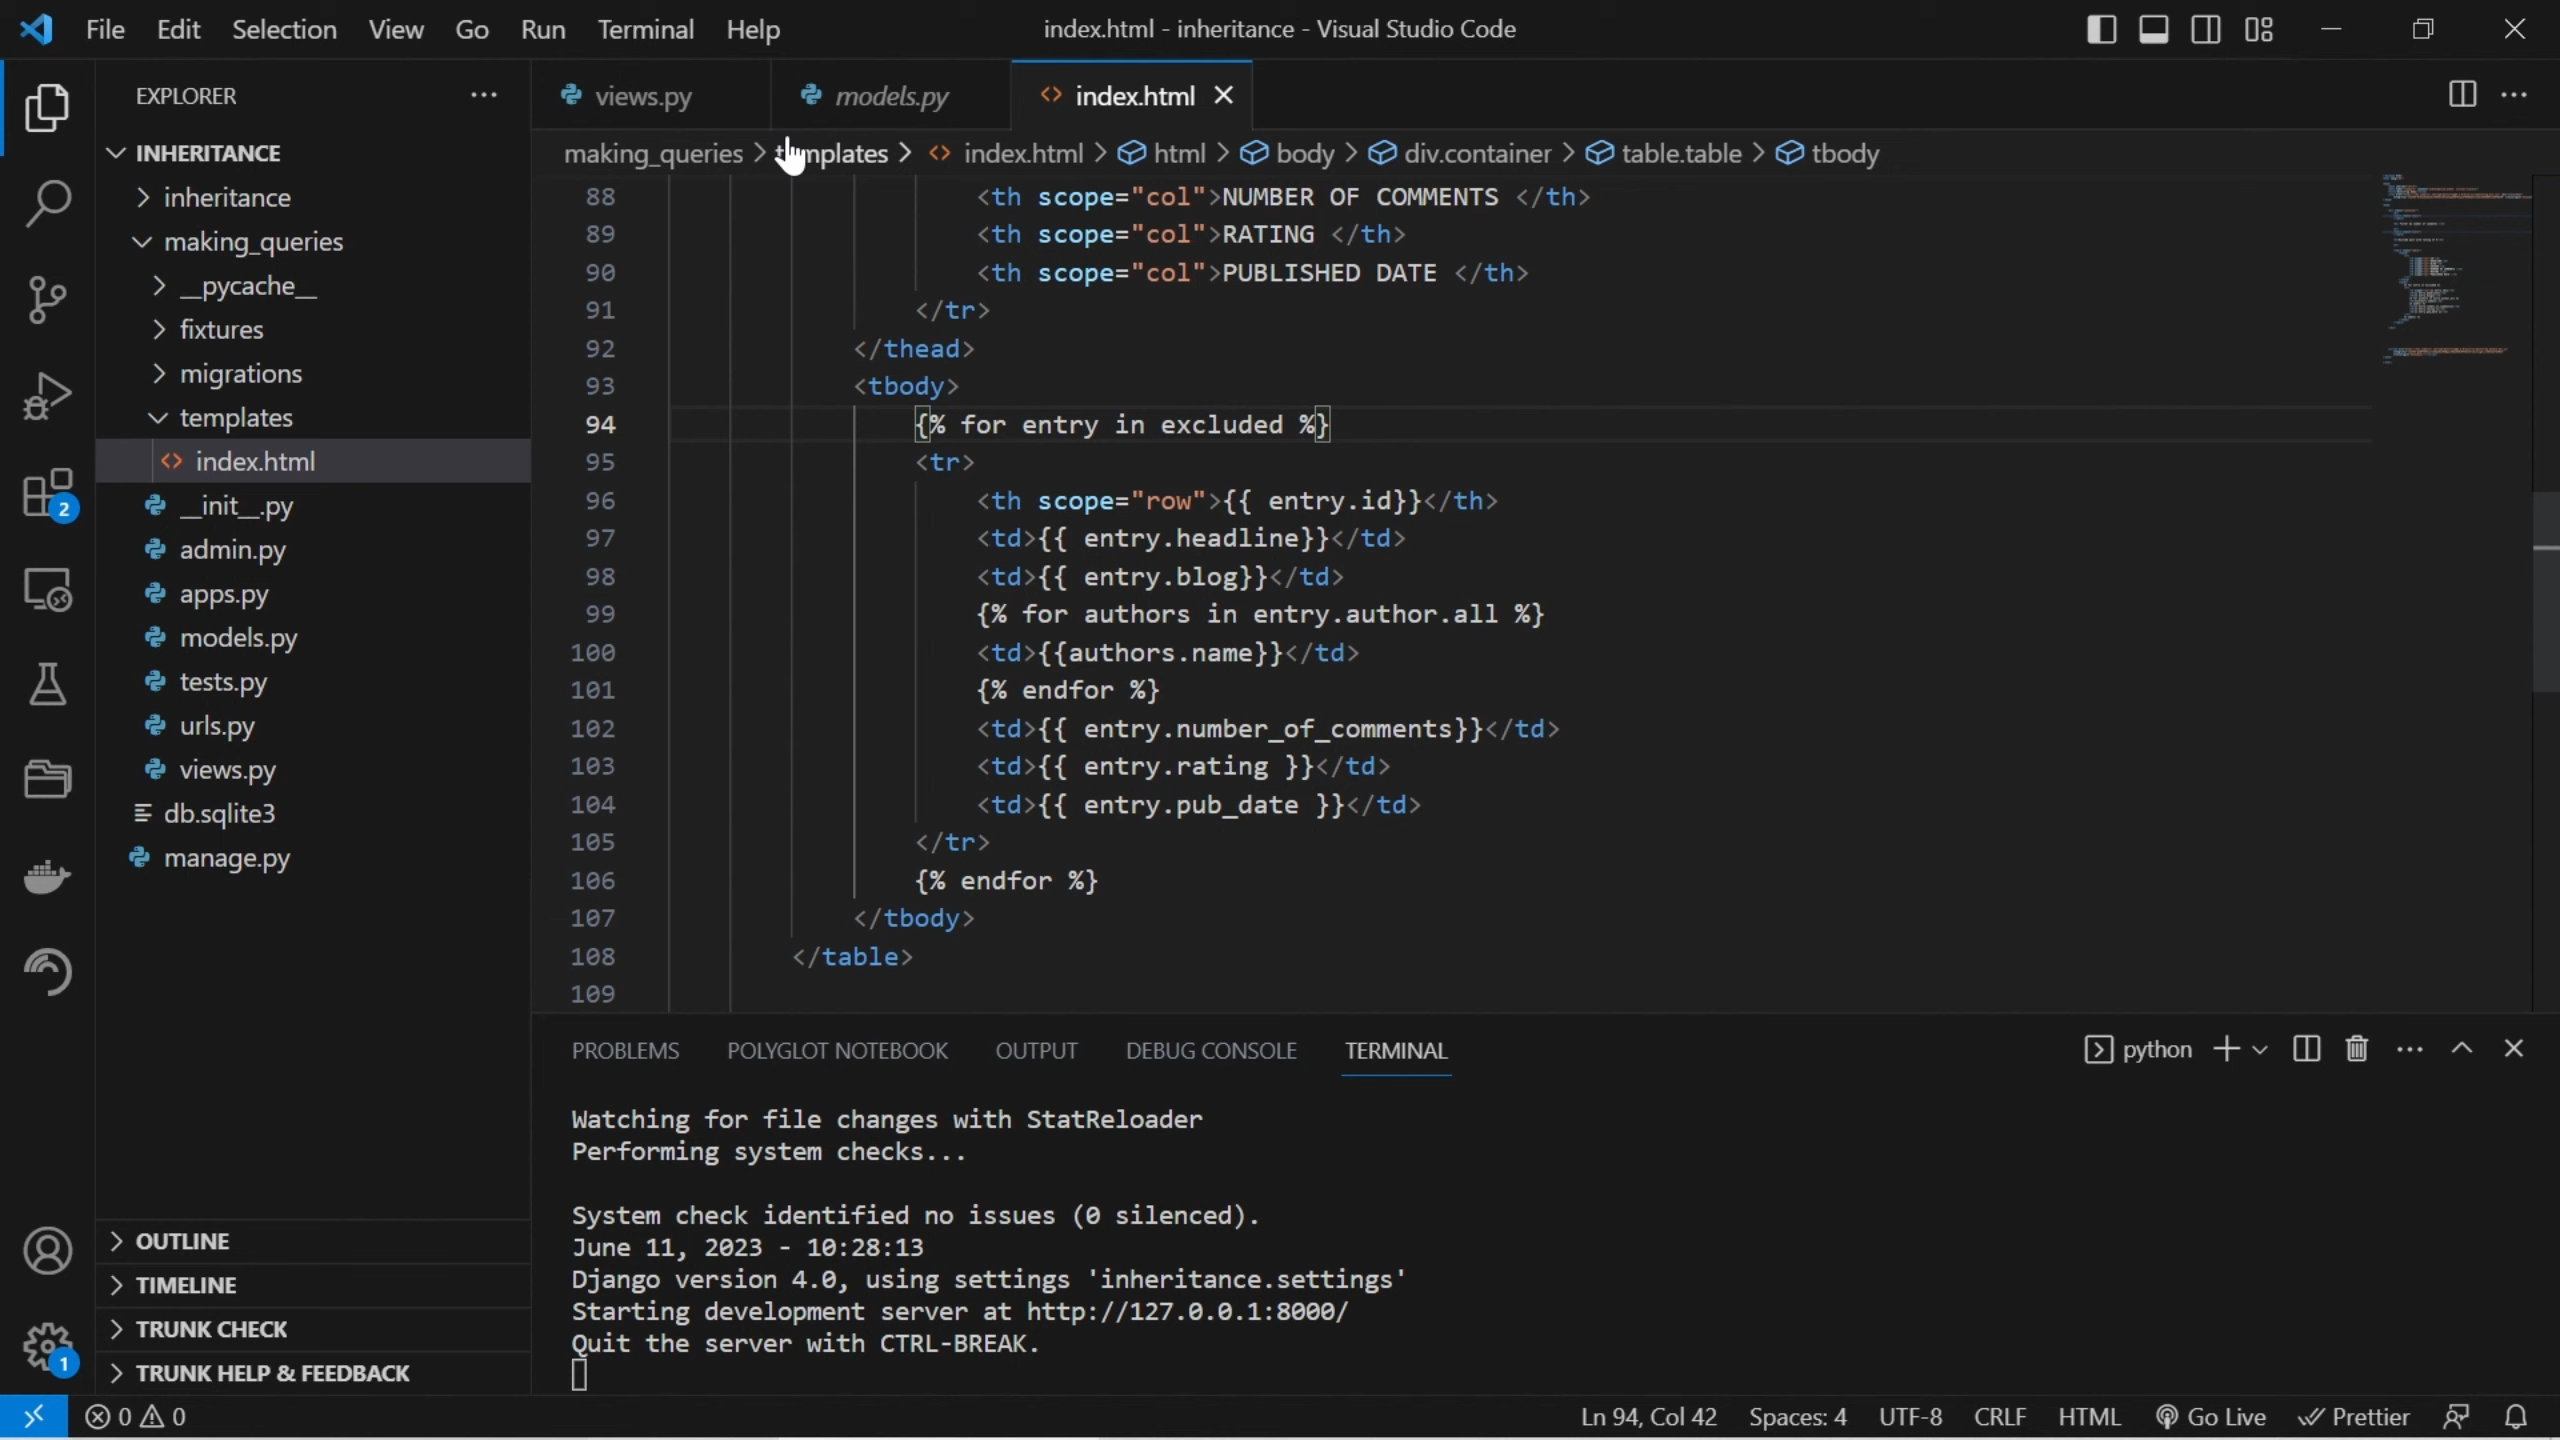 File Edit Selection View Go Run Terminal Help
index.html - inheritance - Visual Studio Code
EXPLORER
INHERITANCE
inheritance
making_queries
__pycache__
fixtures
migrations
templates
index.html
__init__.py
admin.py
apps.py
models.py
tests.py
urls.py
views.py
db.sqlite3
manage.py
OUTLINE
TIMELINE
TRUNK CHECK
TRUNK HELP & FEEDBACK
2
1
views.py models.py index.html
making_queries > templates > index.html > html > body > div.container > table.table > tbody
88 <th scope="col">NUMBER OF COMMENTS </th>
89 <th scope="col">RATING </th>
90 <th scope="col">PUBLISHED DATE </th>
91 </tr>
92 </thead>
93 <tbody>
94 {% for entry in excluded %}
95 <tr>
96 <th scope="row">{{ entry.id}}</th>
97 <td>{{ entry.headline}}</td>
98 <td>{{ entry.blog}}</td>
99 {% for authors in entry.author.all %}
100 <td>{{authors.name}}</td>
101 {% endfor %}
102 <td>{{ entry.number_of_comments}}</td>
103 <td>{{ entry.rating }}</td>
104 <td>{{ entry.pub_date }}</td>
105 </tr>
106 {% endfor %}
107 </tbody>
108 </table>
109
PROBLEMS POLYGLOT NOTEBOOK OUTPUT DEBUG CONSOLE TERMINAL
python
Watching for file changes with StatReloader
Performing system checks...
System check identified no issues (0 silenced).
June 11, 2023 - 10:28:13
Django version 4.0, using settings 'inheritance.settings'
Starting development server at http://127.0.0.1:8000/
Quit the server with CTRL-BREAK.
0 0
Ln 94, Col 42 Spaces: 4 UTF-8 CRLF HTML Go Live Prettier